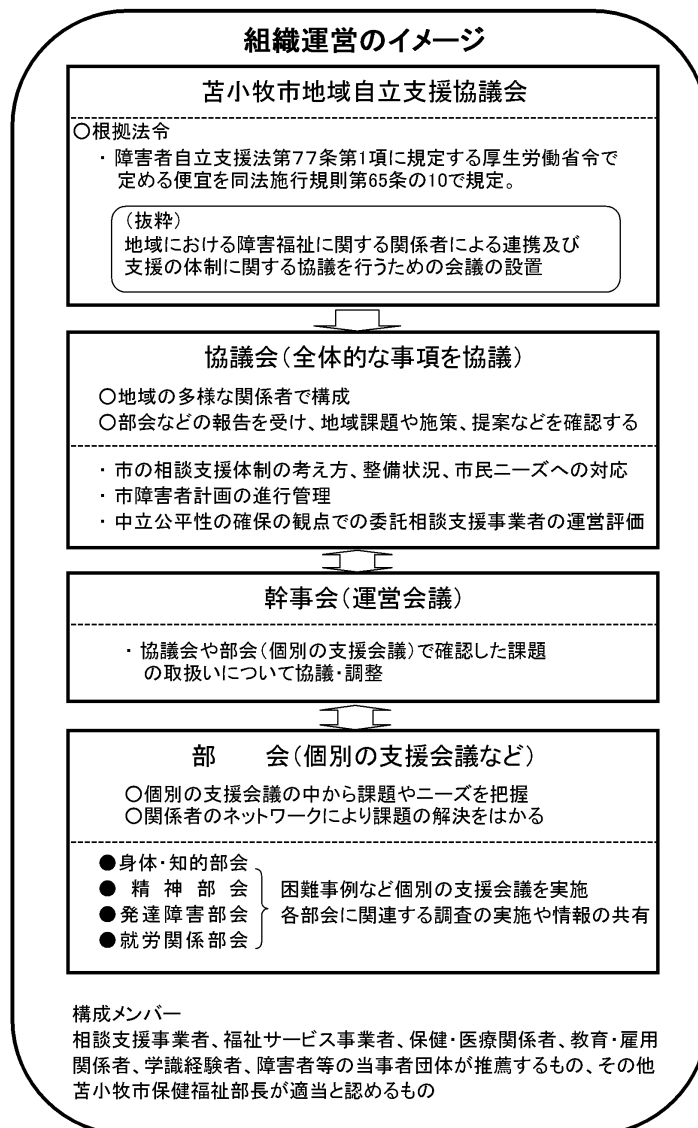 組織運営のイメージ
苫小牧市地域自立支援協議会
○根拠法令
・障害者自立支援法第77条第1項に規定する厚生労働省令で
定める便宜を同法施行規則第65条の10で規定。
(抜粋)
地域における障害福祉に関する関係者による連携及び
支援の体制に関する協議を行うための会議の設置
協議会(全体的な事項を協議)
○地域の多様な関係者で構成
○部会などの報告を受け、地域課題や施策、提案などを確認する
・市の相談支援体制の考え方、整備状況、市民ニーズへの対応
・市障害者計画の進行管理
・中立公平性の確保の観点での委託相談支援事業者の運営評価
幹事会(運営会議)
・協議会や部会(個別の支援会議)で確認した課題
の取扱いについて協議・調整
部　会(個別の支援会議など)
○個別の支援会議の中から課題やニーズを把握
○関係者のネットワークにより課題の解決をはかる
●身体・知的部会
●精神部会
●発達障害部会
●就労関係部会
困難事例など個別の支援会議を実施
各部会に関連する調査の実施や情報の共有
構成メンバー
相談支援事業者、福祉サービス事業者、保健・医療関係者、教育・雇用
関係者、学識経験者、障害者等の当事者団体が推薦するもの、その他
苫小牧市保健福祉部長が適当と認めるもの